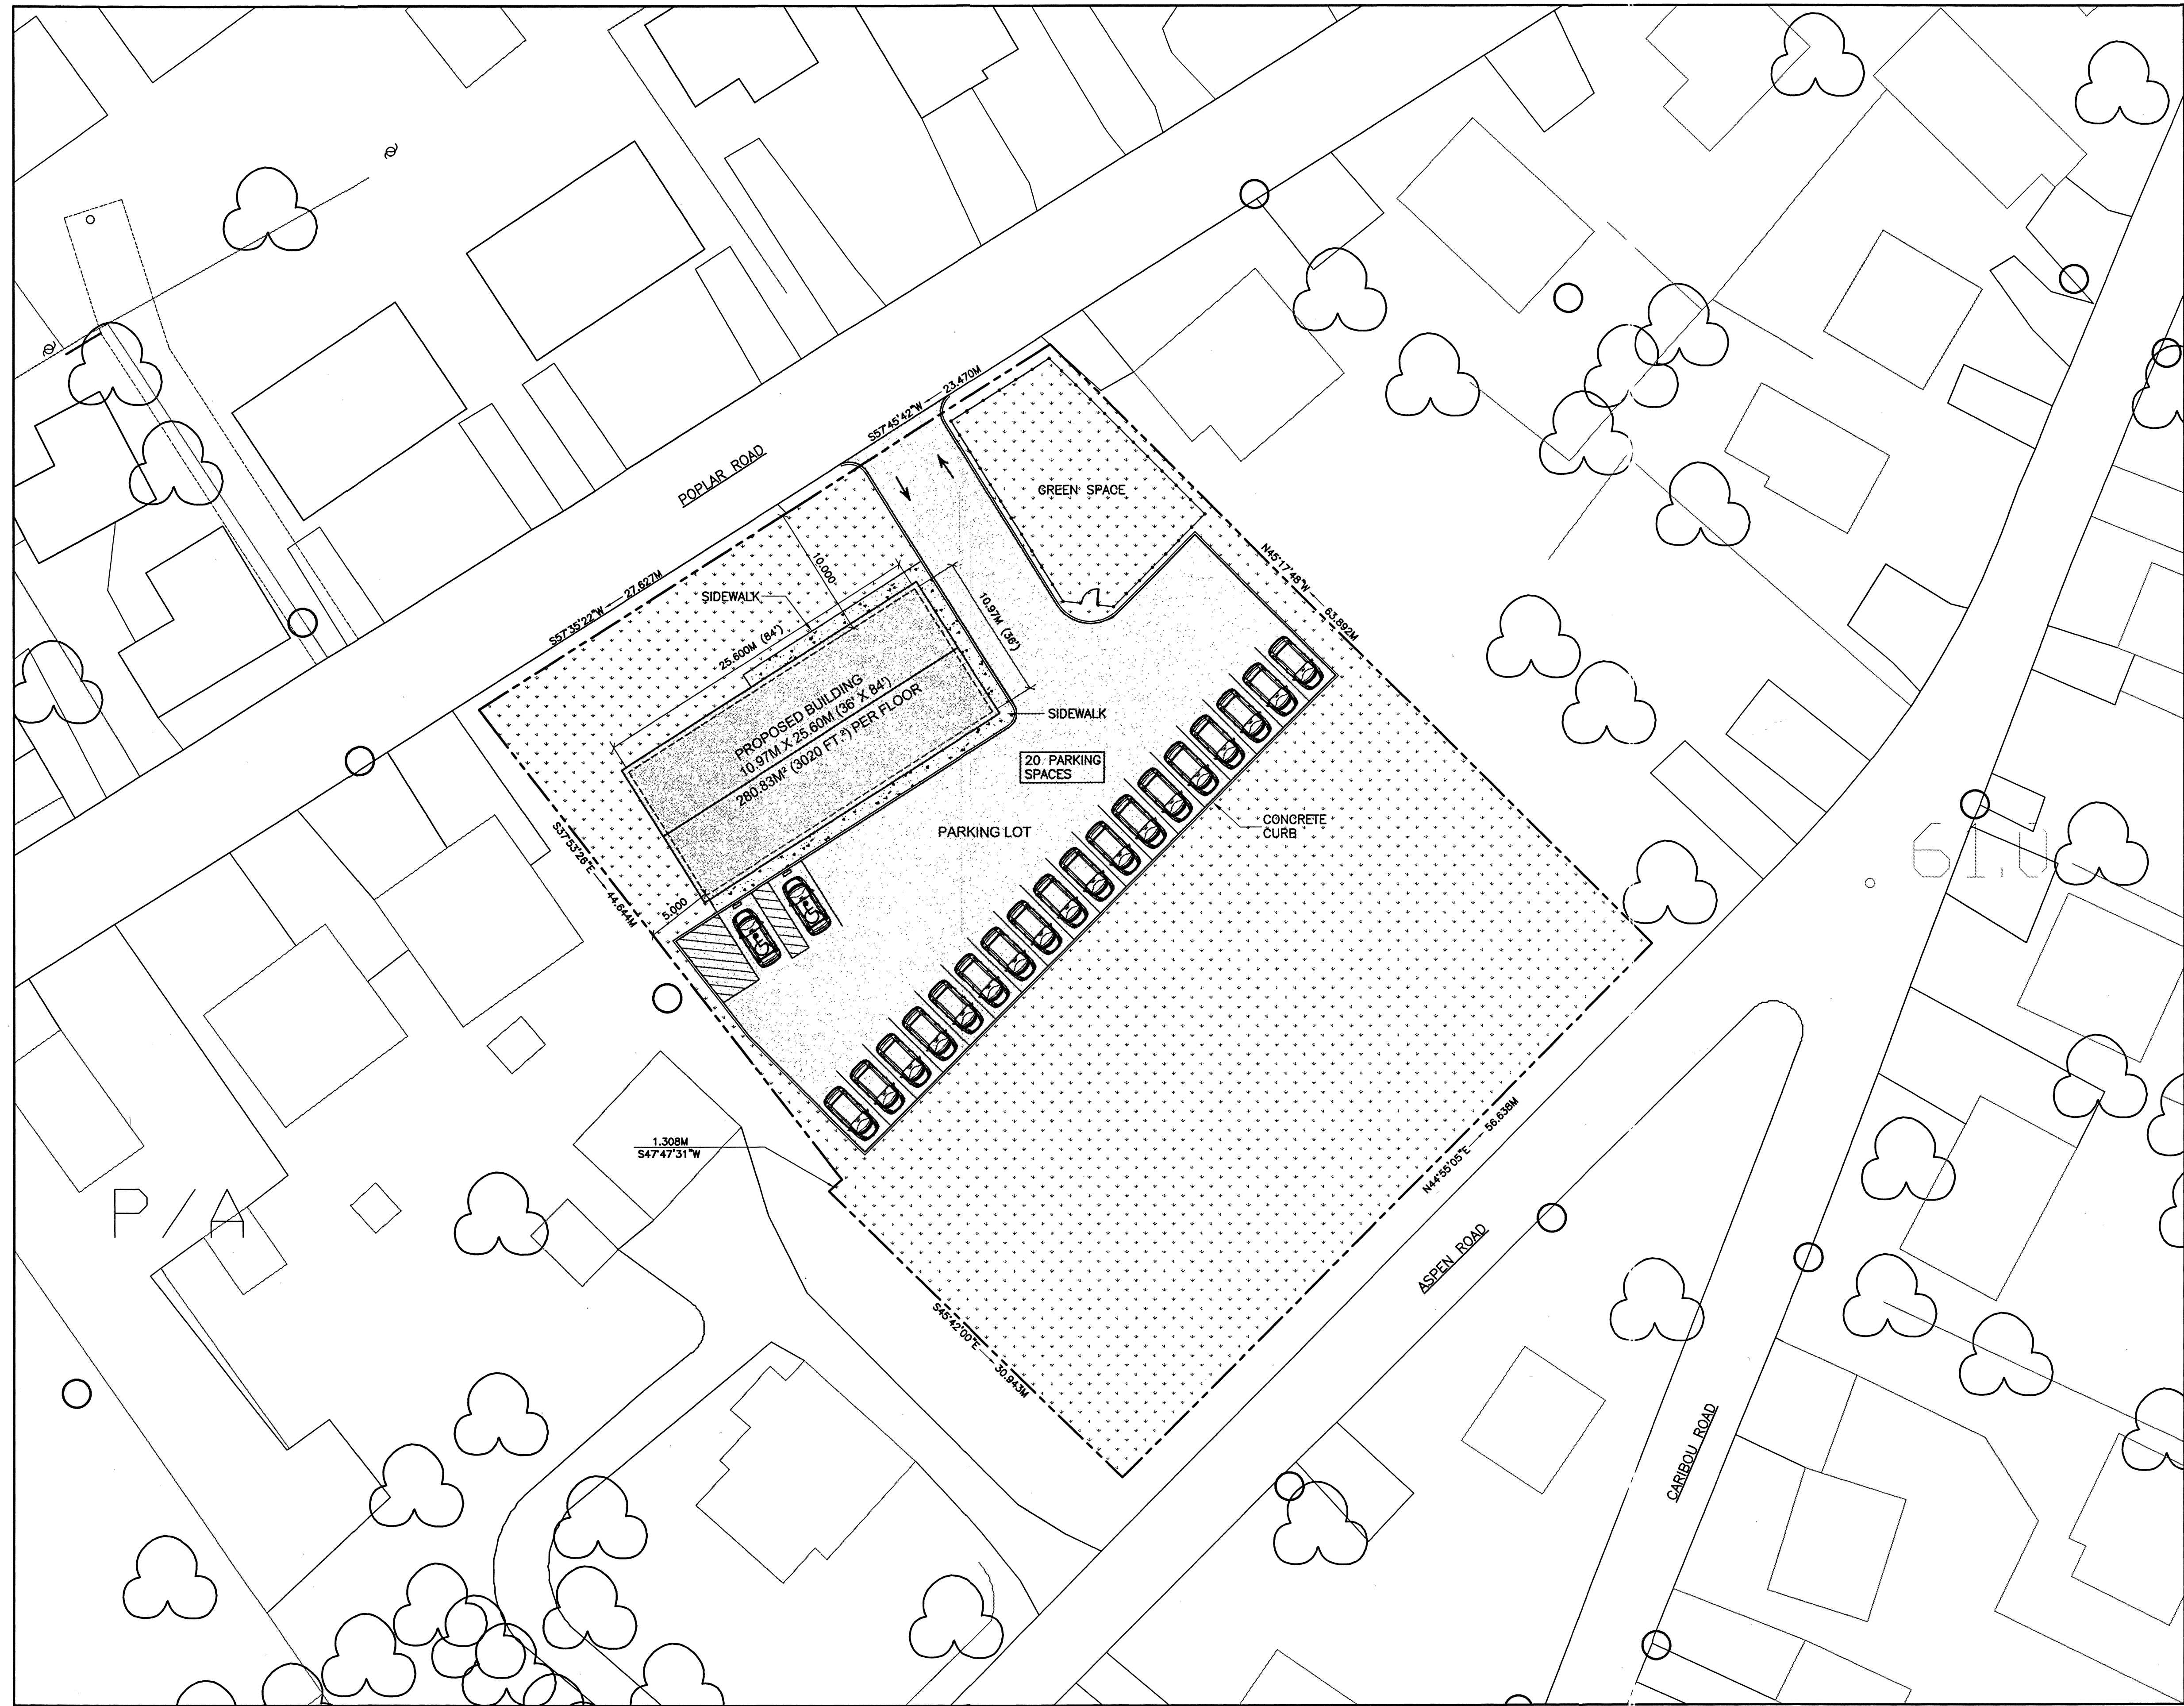 S57°45'42"W
23.470M
POPLAR ROAD
GREEN SPACE
10.000
S57°35'22"W
27.627M
SIDEWALK
25.600M (84')
10.97M (36')
N45°17'48"W
63.892M
PROPOSED BUILDING
10.97M X 25.60M (36' X 84')
280.83M² (3020 FT.²) PER FLOOR
SIDEWALK
20 PARKING
SPACES
PARKING LOT
CONCRETE
CURB
S37°53'26"E
44.644M
5.000
61.0
1.308M
S47°47'31"W
P/A
N44°55'05"E
56.638M
ASPEN ROAD
S45°42'00"E
30.943M
CARIBOU ROAD